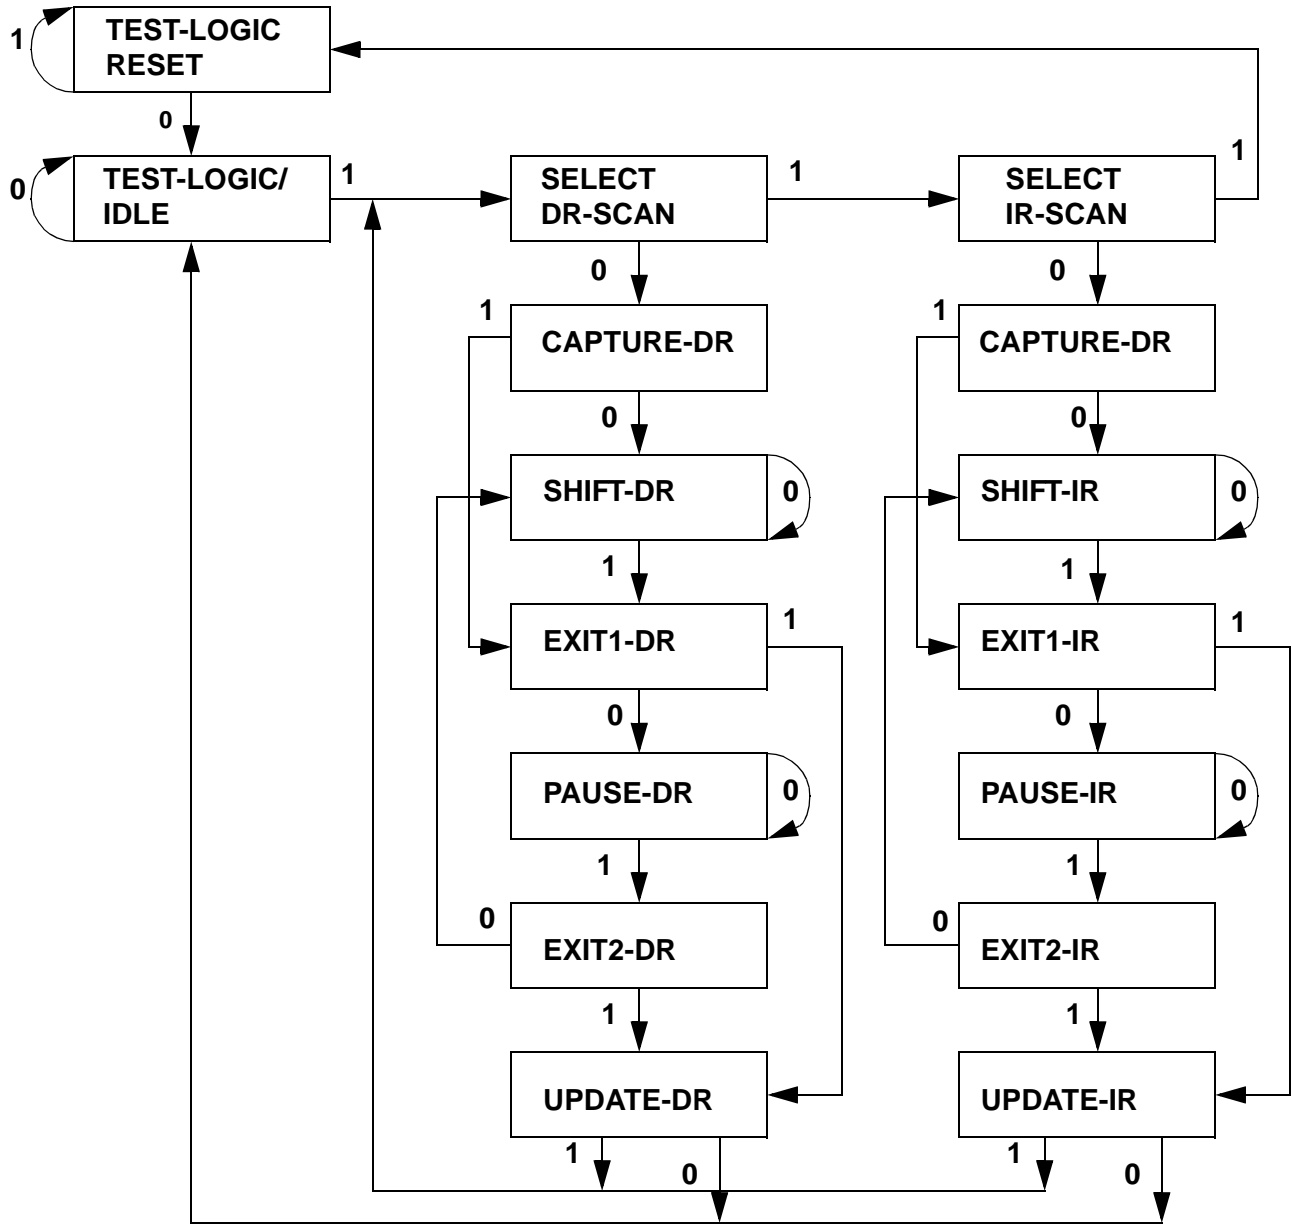 1
TEST-LOGIC
RESET
0
0
TEST-LOGIC/
IDLE
1
SELECT
DR-SCAN
1
SELECT
IR-SCAN
1
0
0
1
CAPTURE-DR
1
CAPTURE-DR
0
0
SHIFT-DR
0
SHIFT-IR
0
1
1
EXIT1-DR
1
EXIT1-IR
1
0
0
PAUSE-DR
0
PAUSE-IR
0
1
1
0
EXIT2-DR
0
EXIT2-IR
1
1
UPDATE-DR
UPDATE-IR
1
0
1
0